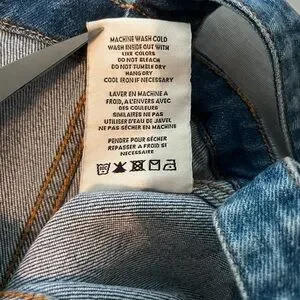 MACHINE WASH COLD
WASH INSIDE OUT WITH
LIKE COLORS
DO NOT BLEACH
DO NOT TUMBLE DRY
HANG DRY
COOL IRON IF NECESSARY
LAVER EN MACHINE A
FROID, A L'ENVERS AVEC
DES COULEURS
SIMILAIRES NE PAS
UTILISER D'EAU DE JAVEL
NE PAS SÉCHER EN MACHINE
PENDRE POUR SÉCHER
REPASSER A FROID SI
NECESSAIRE